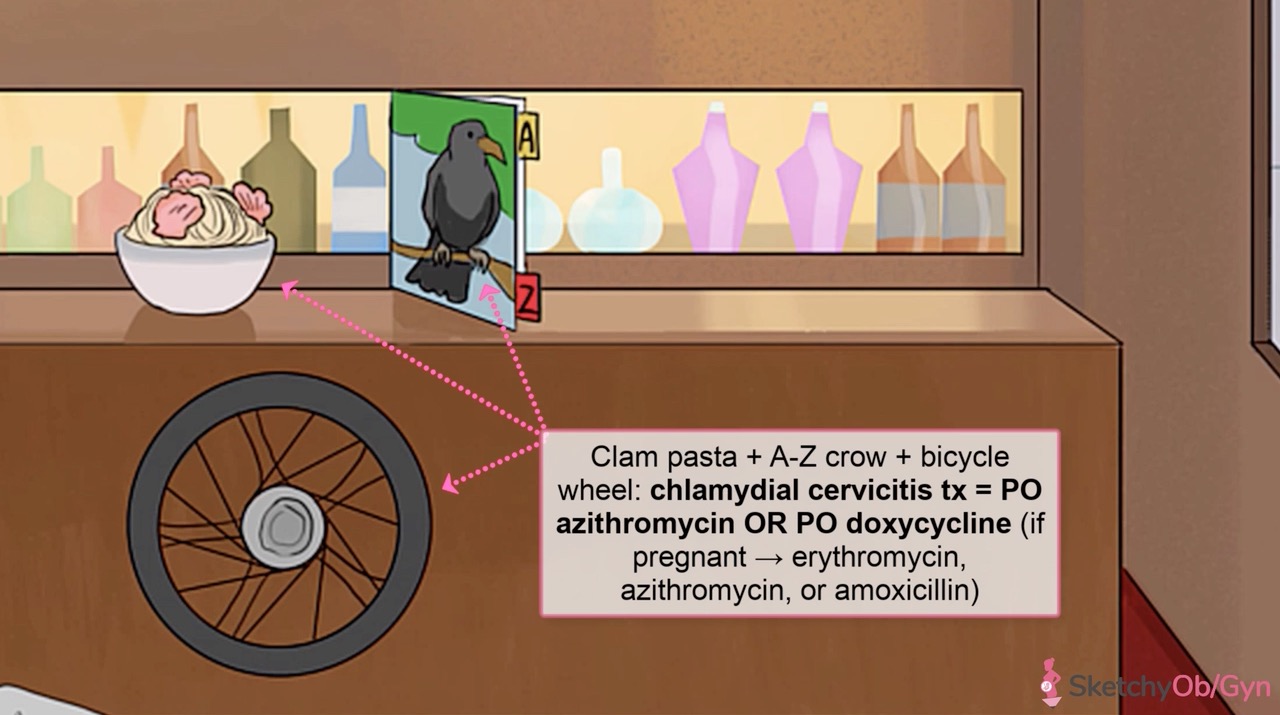 A
Z
Clam pasta + A-Z crow + bicycle
wheel: chlamydial cervicitis tx = PO
azithromycin OR PO doxycycline (if
pregnant → erythromycin,
azithromycin, or amoxicillin)
SketchyOb/Gyn